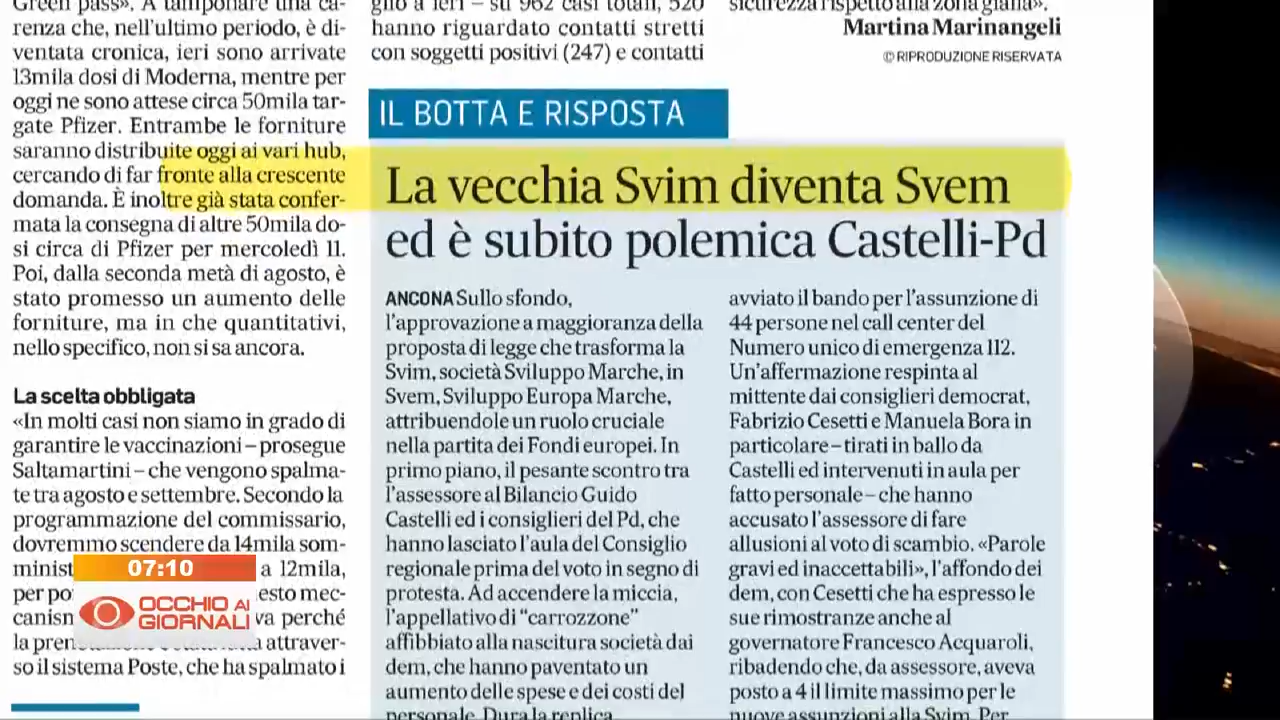 Green pass». A tamponare una ca-
renza che, nell'ultimo periodo, è di-
ventata cronica, ieri sono arrivate
13mila dosi di Moderna, mentre per
oggi ne sono attese circa 50mila tar-
gate Pfizer. Entrambe le forniture
saranno distribuite oggi ai vari hub,
cercando di far fronte alla crescente
domanda. È inoltre già stata confer-
mata la consegna di altre 50mila do-
si circa di Pfizer per mercoledì 11.
Poi, dalla seconda metà di agosto, è
stato promesso un aumento delle
forniture, ma in che quantitativi,
nello specifico, non si sa ancora.
La scelta obbligata
«In molti casi non siamo in grado di
garantire le vaccinazioni – prosegue
Saltamartini – che vengono spalma-
te tra agosto e settembre. Secondo la
programmazione del commissario,
dovremmo scendere da 14mila som-
minist a 12mila,
per po esto mec-
canism va perché
la pren attraver-
so il sistema Poste, che ha spalmato i
glio a ieri – su 962 casi totali, 520
hanno riguardato contatti stretti
con soggetti positivi (247) e contatti
sicurezza rispetto alla zona gialla».
Martina Marinangeli
© RIPRODUZIONE RISERVATA
IL BOTTA E RISPOSTA
La vecchia Svim diventa Svem
ed è subito polemica Castelli-Pd
ANCONA Sullo sfondo,
l'approvazione a maggioranza della
proposta di legge che trasforma la
Svim, società Sviluppo Marche, in
Svem, Sviluppo Europa Marche,
attribuendole un ruolo cruciale
nella partita dei Fondi europei. In
primo piano, il pesante scontro tra
l'assessore al Bilancio Guido
Castelli ed i consiglieri del Pd, che
hanno lasciato l'aula del Consiglio
regionale prima del voto in segno di
protesta. Ad accendere la miccia,
l'appellativo di “carrozzone”
affibbiato alla nascitura società dai
dem, che hanno paventato un
aumento delle spese e dei costi del
personale. Dura la replica
avviato il bando per l'assunzione di
44 persone nel call center del
Numero unico di emergenza 112.
Un'affermazione respinta al
mittente dai consiglieri democrat,
Fabrizio Cesetti e Manuela Bora in
particolare – tirati in ballo da
Castelli ed intervenuti in aula per
fatto personale – che hanno
accusato l'assessore di fare
allusioni al voto di scambio. «Parole
gravi ed inaccettabili», l'affondo dei
dem, con Cesetti che ha espresso le
sue rimostranze anche al
governatore Francesco Acquaroli,
ribadendo che, da assessore, aveva
posto a 4 il limite massimo per le
nuove assunzioni alla Svim. Per
07:10
OCCHIO AI
GIORNALI